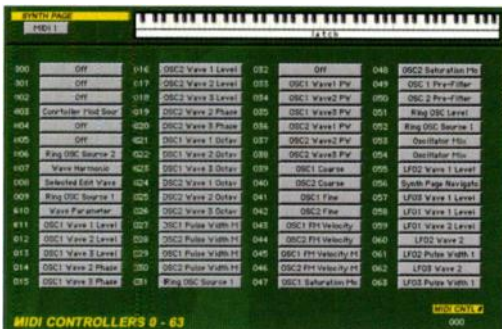 SYNTH PAGE
MIDI 1
latch
000 Off
001 Off
002 Off
003 Controller Mod Sour
004 Off
005 Off
006 Ring OSC Source 2
007 Wave Harmonic
008 Selected Edit Wave
009 Ring OSC Source 1
010 Wave Parameter
011 OSC1 Wave 1 Level
012 OSC1 Wave 2 Level
013 OSC1 Wave 3 Level
014 OSC1 Wave 2 Phase
015 OSC1 Wave 3 Phase
016 OSC2 Wave 1 Level
017 OSC2 Wave 2 Level
018 OSC2 Wave 3 Level
019 OSC2 Wave 2 Phase
020 OSC2 Wave 3 Phase
021 OSC1 Wave 1 Octav
022 OSC1 Wave 2 Octav
023 OSC1 Wave 3 Octav
024 OSC2 Wave 1 Octav
025 OSC2 Wave 2 Octav
026 OSC2 Wave 3 Octav
027 OSC1 Pulse Width M
028 OSC2 Pulse Width M
029 OSC1 Pulse Width M
030 OSC2 Pulse Width M
031 Ring OSC Source 1
032 Off
033 OSC1 Wave1 PW
034 OSC1 Wave2 PW
035 OSC1 Wave3 PW
036 OSC2 Wave1 PW
037 OSC2 Wave2 PW
038 OSC2 Wave3 PW
039 OSC1 Coarse
040 OSC2 Coarse
041 OSC1 Fine
042 OSC2 Fine
043 OSC1 FM Velocity
044 OSC2 FM Velocity
045 OSC1 FM Velocity M
046 OSC2 FM Velocity M
047 OSC1 Saturation Mo
048 OSC2 Saturation Mo
049 OSC 1 Pre-Filter
050 OSC 2 Pre-Filter
051 Ring OSC Level
052 Ring OSC Source 1
053 Oscillator Mix
054 Oscillator Mix
055 LFO2 Wave 1 Level
056 Synth Page Navigate
057 LFO3 Wave 1 Level
058 LFO1 Wave 1 Level
059 LFO1 Wave 2 Level
060 LFO2 Wave 2
061 LFO2 Pulse Width 1
062 LFO3 Wave 2
063 LFO3 Pulse Width 1
MIDI CONTROLLERS 0 - 63
MIDI CNTL #
000